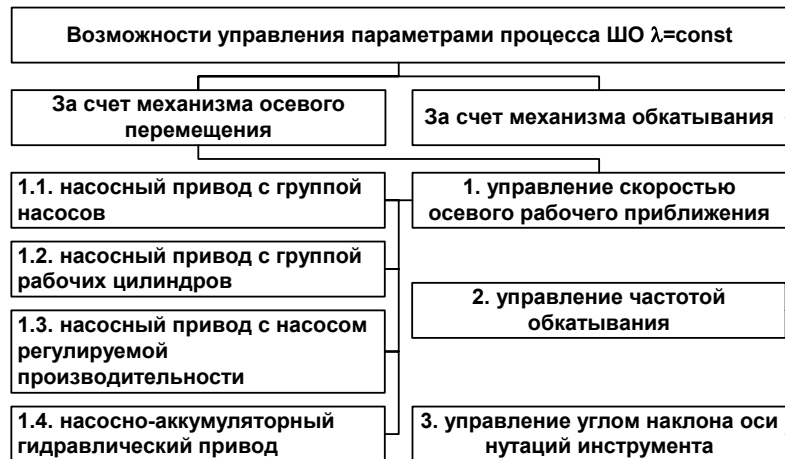 Возможности управления параметрами процесса ШО λ=const
За счет механизма осевого
перемещения
За счет механизма обкатывания
1.1. насосный привод с группой
насосов
1. управление скоростью
осевого рабочего приближения
1.2. насосный привод с группой
рабочих цилиндров
2. управление частотой
обкатывания
1.3. насосный привод с насосом
регулируемой
производительности
1.4. насосно-аккумуляторный
гидравлический привод
3. управление углом наклона оси
нутаций инструмента